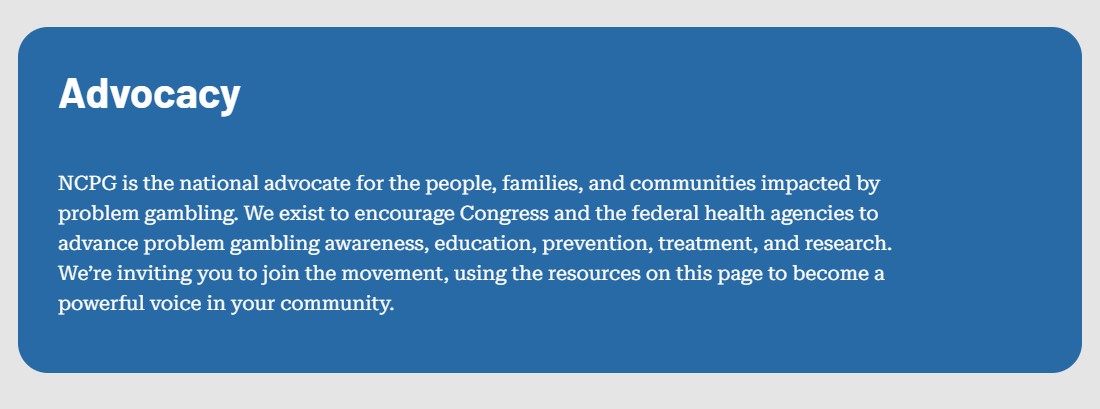 Advocacy
NCPG is the national advocate for the people, families, and communities impacted by
problem gambling. We exist to encourage Congress and the federal health agencies to
advance problem gambling awareness, education, prevention, treatment, and research.
We’re inviting you to join the movement, using the resources on this page to become a
powerful voice in your community.